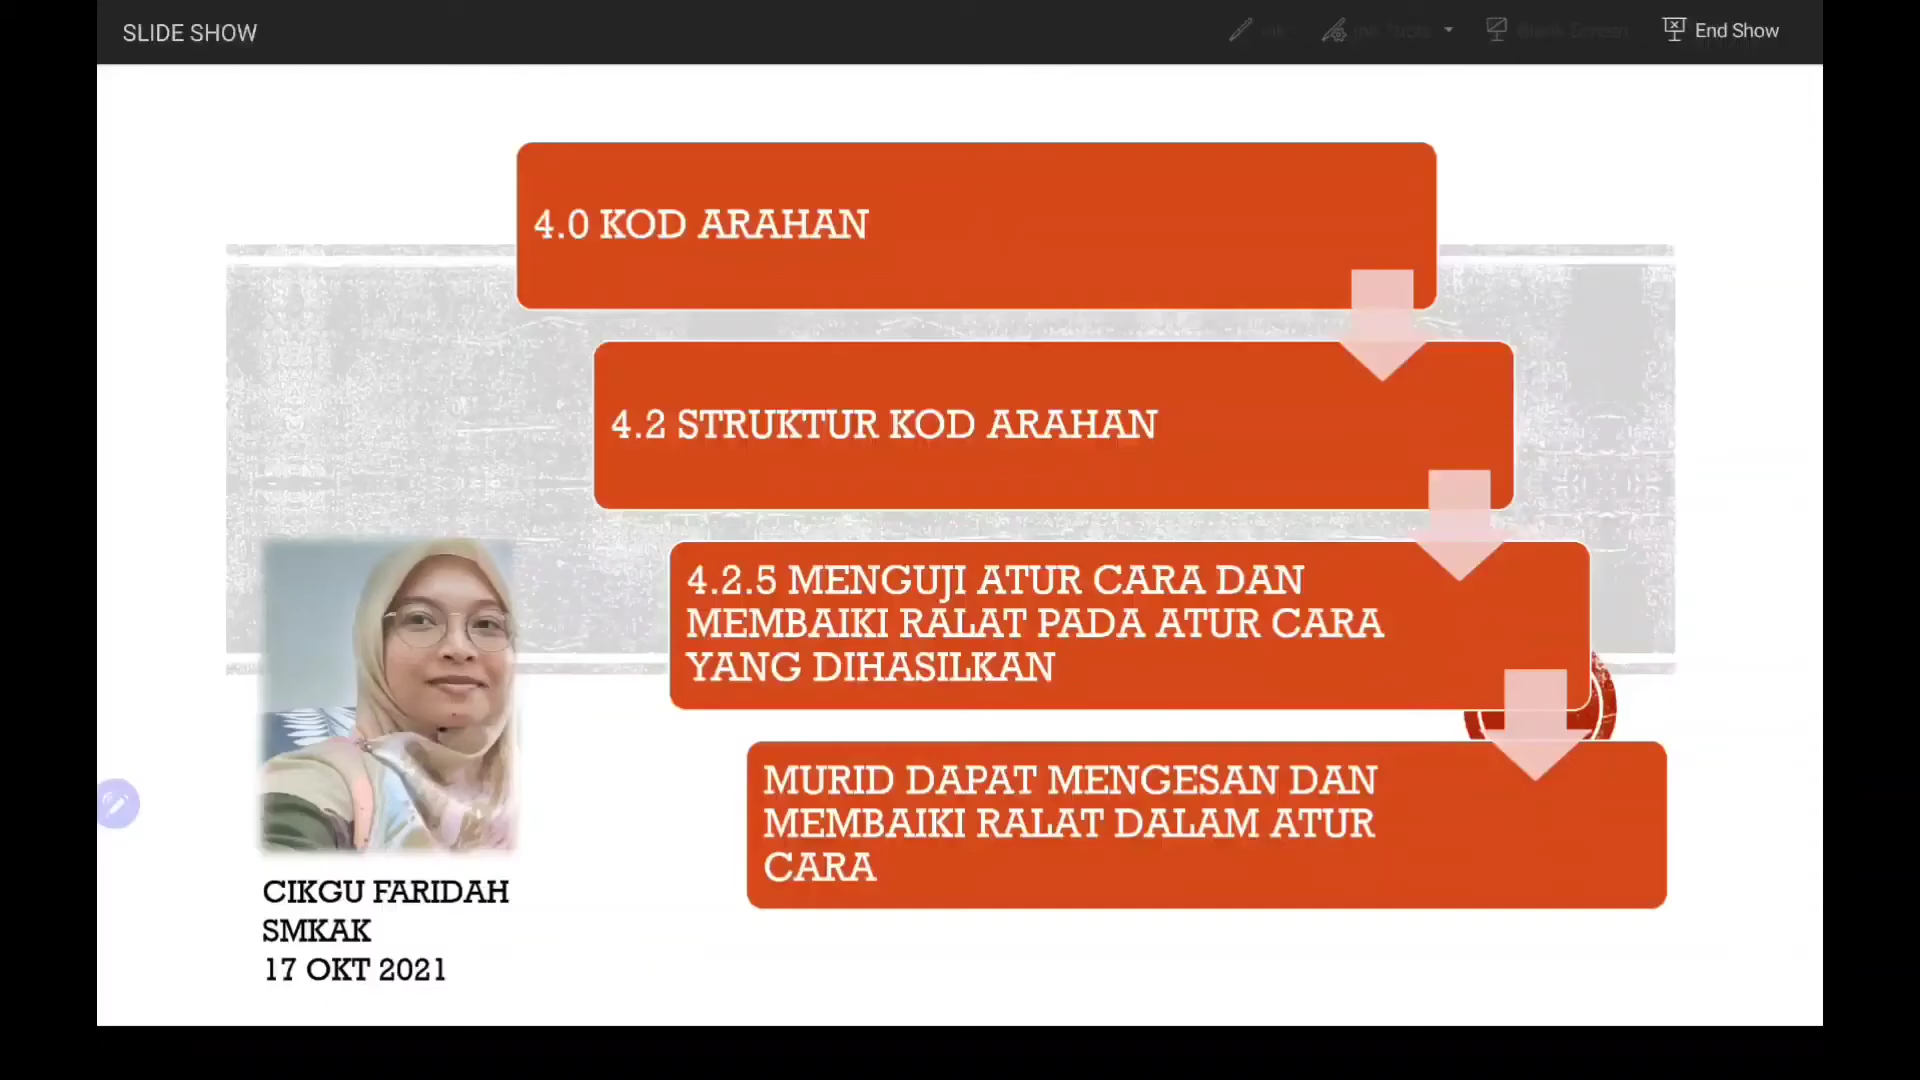 SLIDE SHOW
End Show
4.0 KOD ARAHAN
4.2 STRUKTUR KOD ARAHAN
4.2.5 MENGUJI ATUR CARA DAN
MEMBAIKI RALAT PADA ATUR CARA
YANG DIHASILKAN
MURID DAPAT MENGESAN DAN
MEMBAIKI RALAT DALAM ATUR
CARA
CIKGU FARIDAH
SMKAK
17 OKT 2021